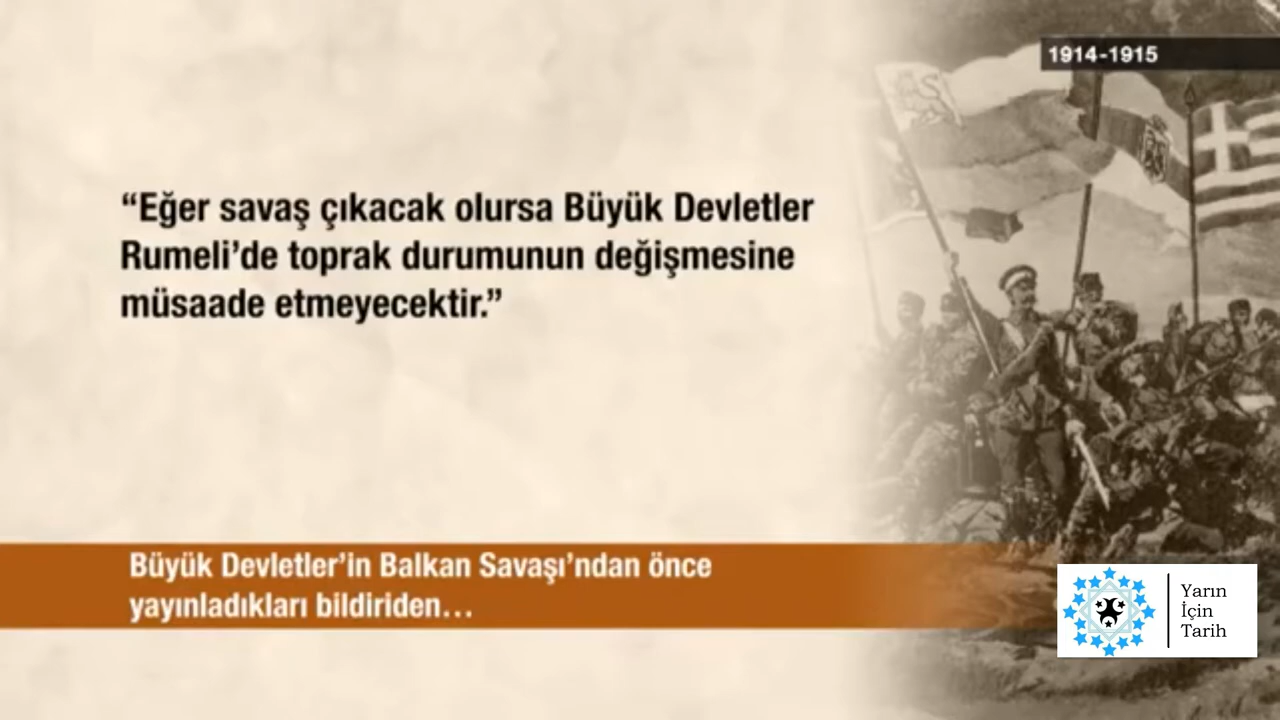 1914-1915
“Eğer savaş çıkacak olursa Büyük Devletler
Rumeli’de toprak durumunun değişmesine
müsaade etmeyecektir.”
Büyük Devletler’in Balkan Savaşı’ndan önce
yayınladıkları bildiriden…
Yarın
İçin
Tarih